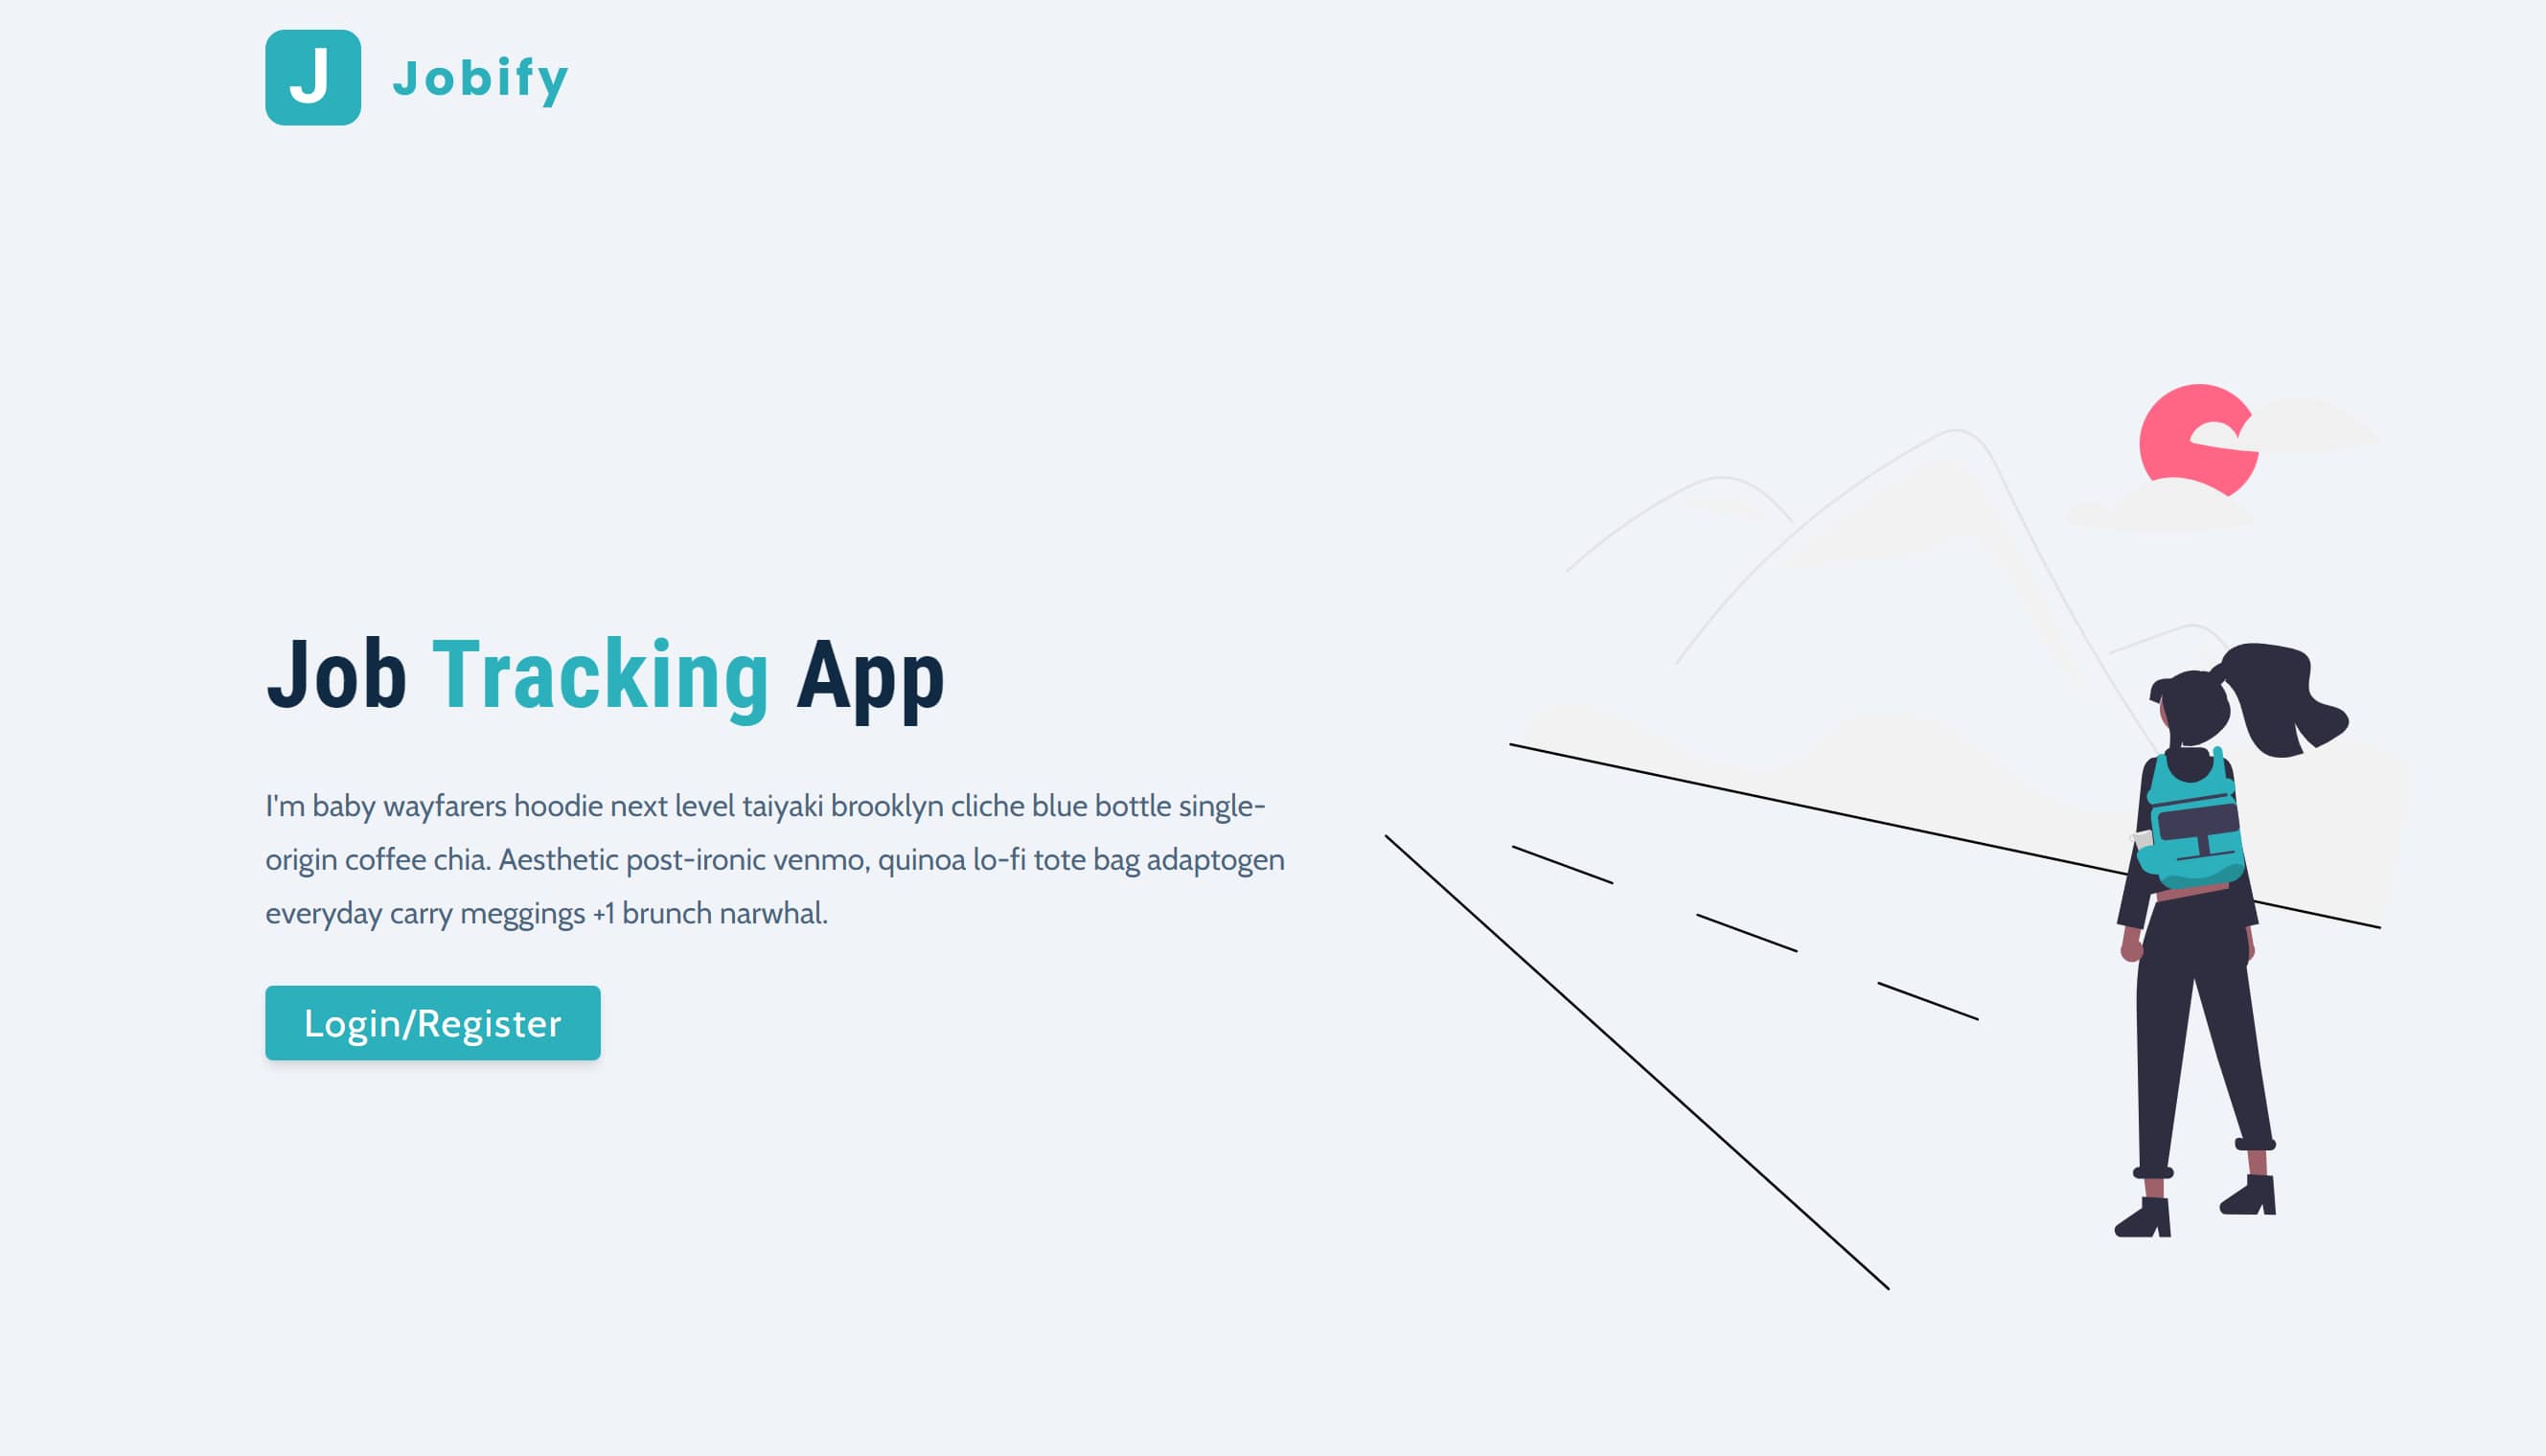 J Jobify
Job Tracking App
I'm baby wayfarers hoodie next level taiyaki brooklyn cliche blue bottle single-
origin coffee chia. Aesthetic post-ironic venmo, quinoa lo-fi tote bag adaptogen
everyday carry meggings +1 brunch narwhal.
Login/Register